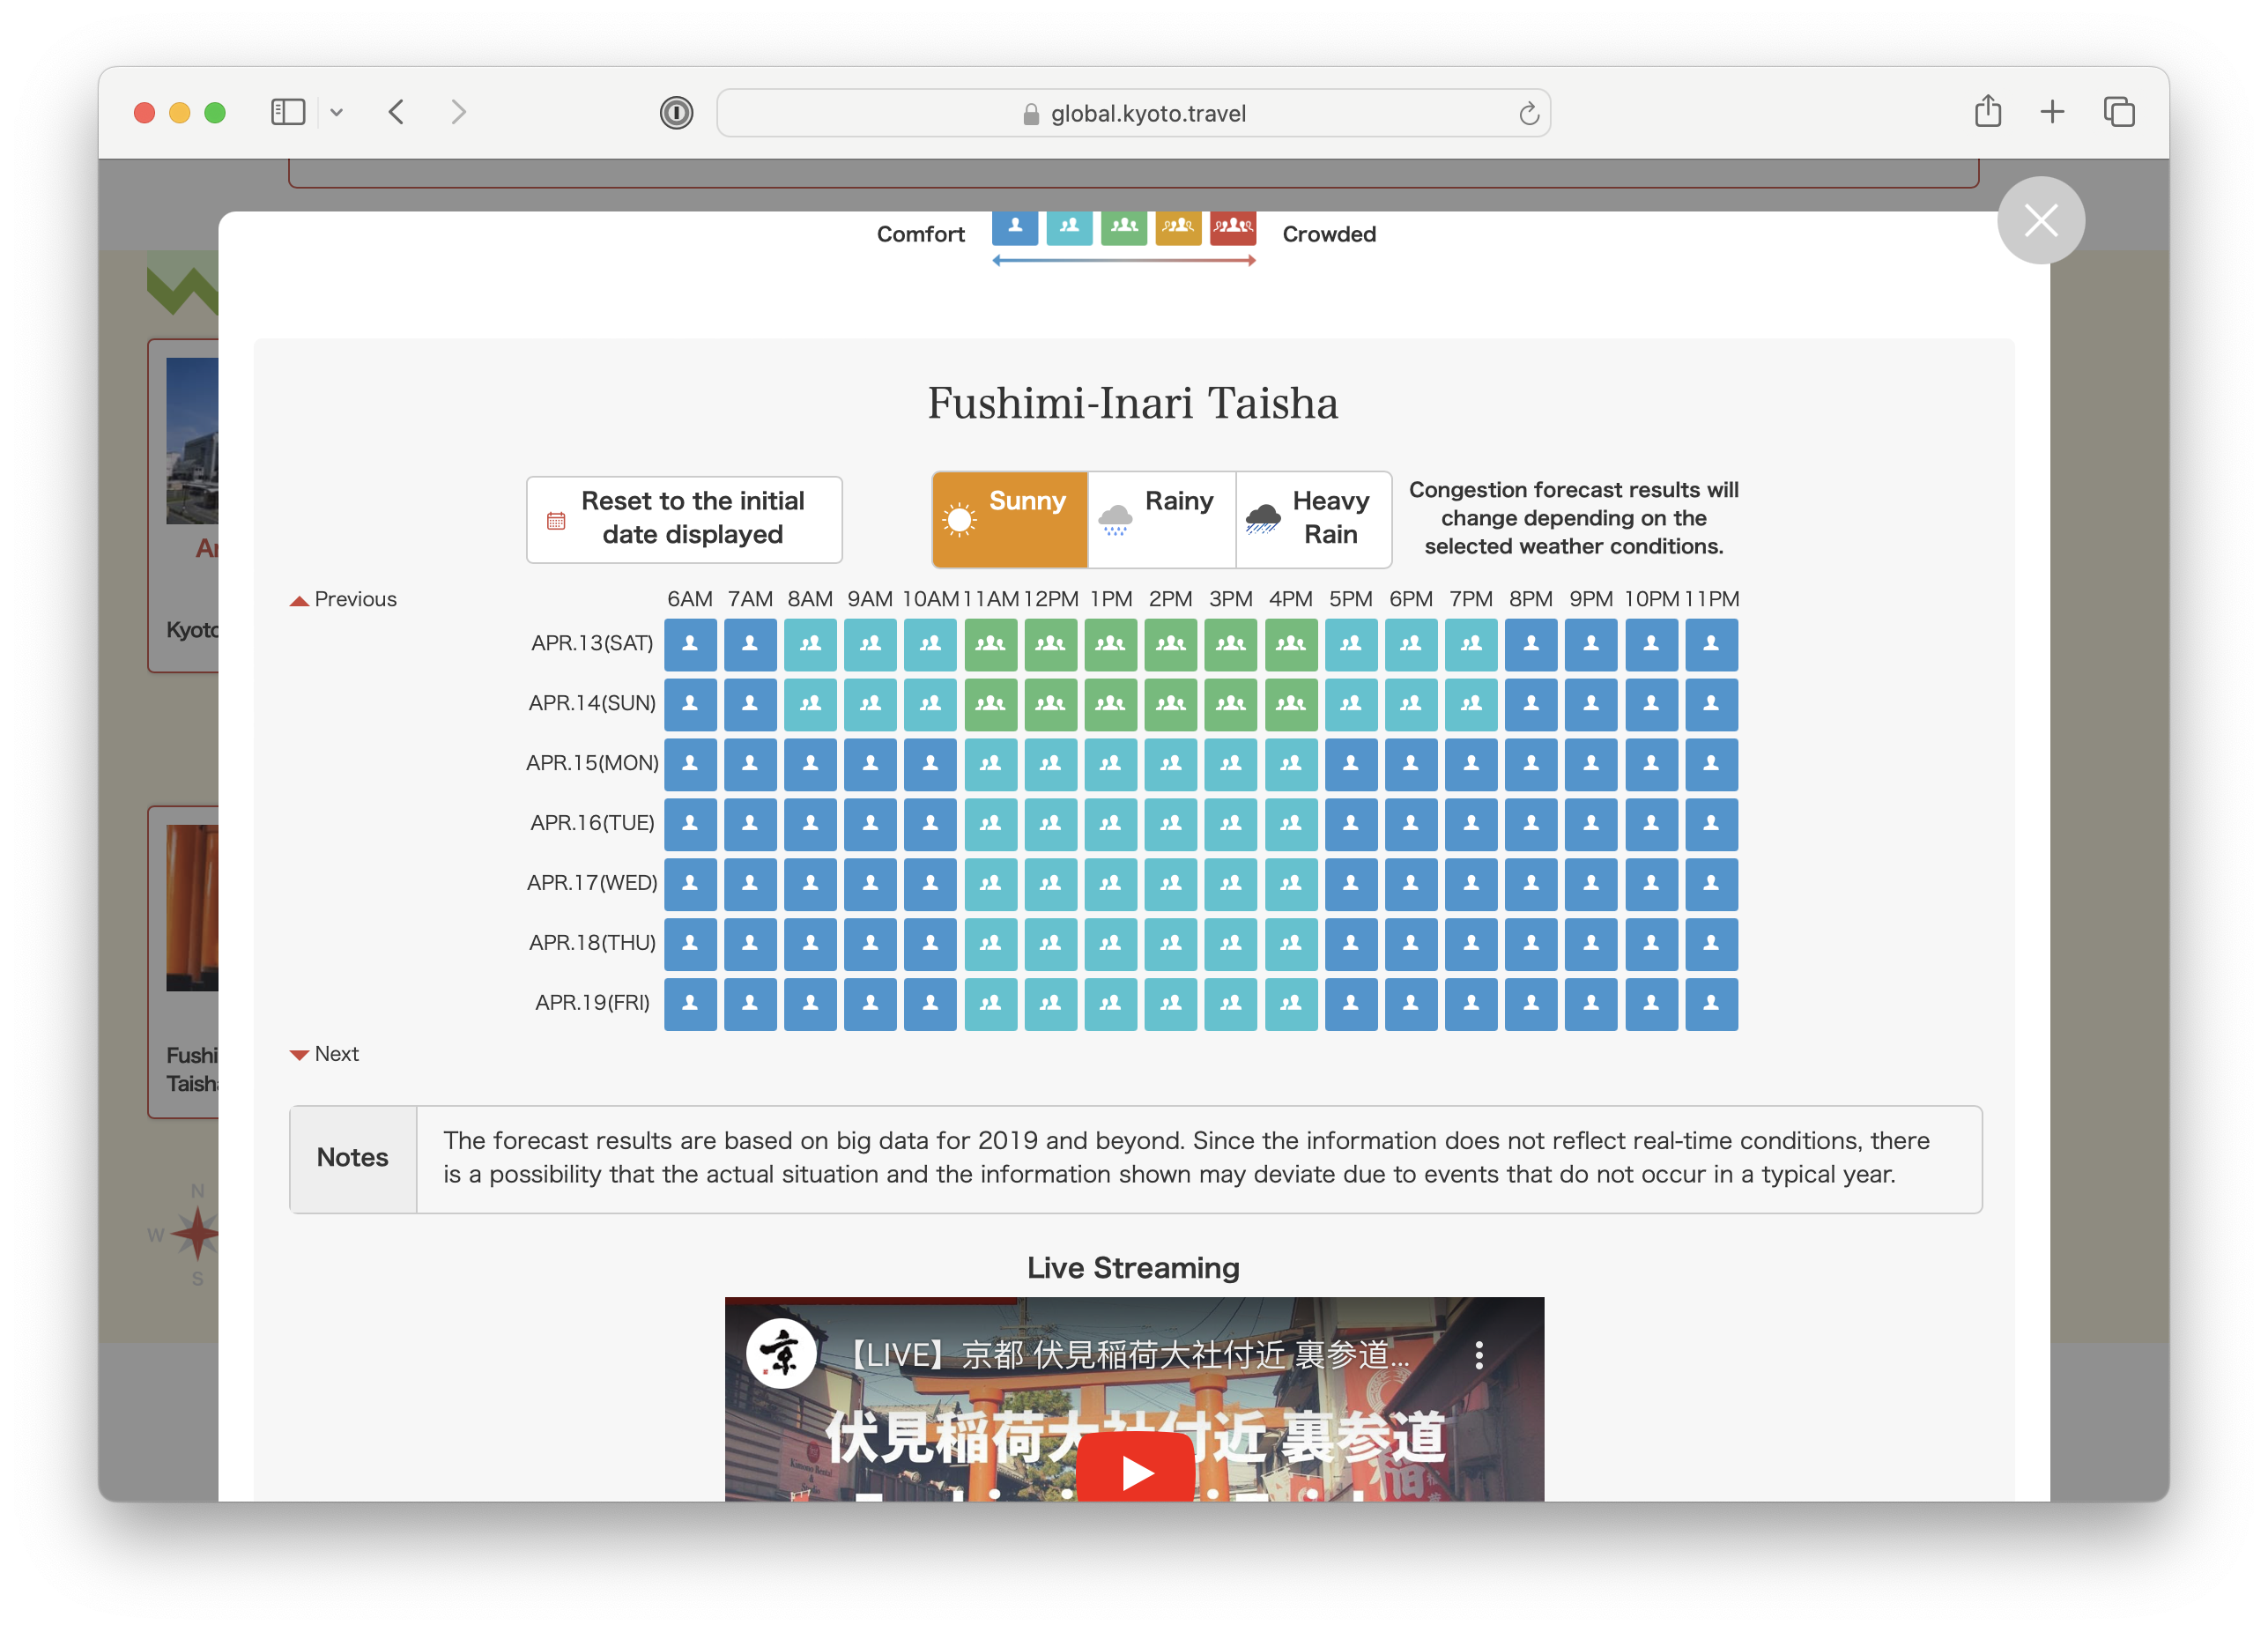 global.kyoto.travel
Comfort
Crowded
Fushimi-Inari Taisha
Reset to the initial
date displayed
Sunny
Rainy
Heavy
Rain
Congestion forecast results will
change depending on the
selected weather conditions.
Previous
6AM 7AM 8AM 9AM 10AM 11AM 12PM 1PM 2PM 3PM 4PM 5PM 6PM 7PM 8PM 9PM 10PM 11PM
APR.13(SAT)
APR.14(SUN)
APR.15(MON)
APR.16(TUE)
APR.17(WED)
APR.18(THU)
APR.19(FRI)
Next
Notes
The forecast results are based on big data for 2019 and beyond. Since the information does not reflect real-time conditions, there
is a possibility that the actual situation and the information shown may deviate due to events that do not occur in a typical year.
Live Streaming
京
【LIVE】京都 伏見稲荷大社付近 裏参道...
伏見稲荷大社付近 裏参道
Kimono Rental
N
W
S